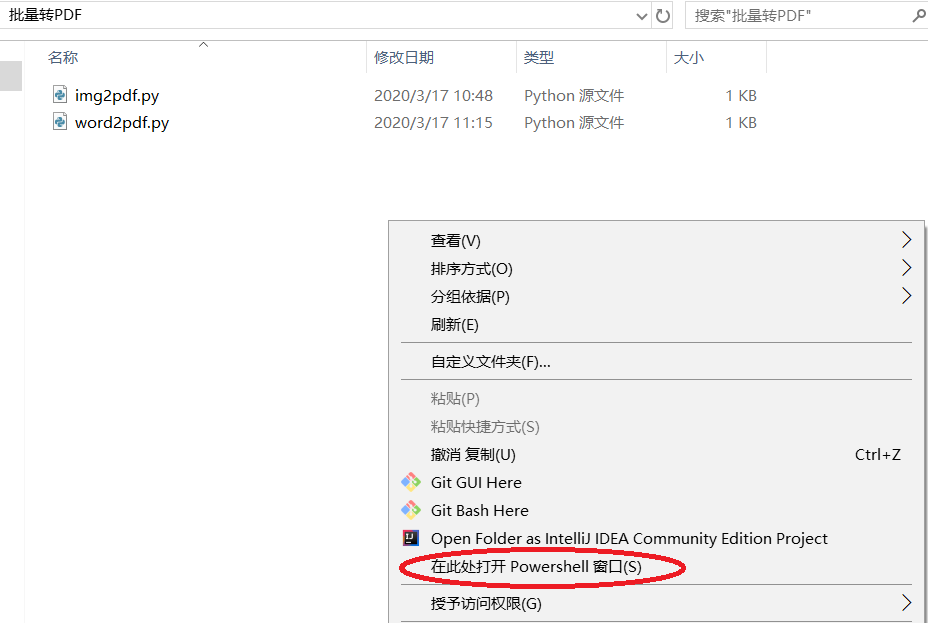 批量转PDF 搜索"批量转PDF"
名称 修改日期 类型 大小
img2pdf.py 2020/3/17 10:48 Python 源文件 1 KB
word2pdf.py 2020/3/17 11:15 Python 源文件 1 KB
查看(V)
排序方式(O)
分组依据(P)
刷新(E)
自定义文件夹(F)...
粘贴(P)
粘贴快捷方式(S)
撤消 复制(U) Ctrl+Z
Git GUI Here
Git Bash Here
Open Folder as IntelliJ IDEA Community Edition Project
在此处打开 Powershell 窗口(S)
授予访问权限(G)